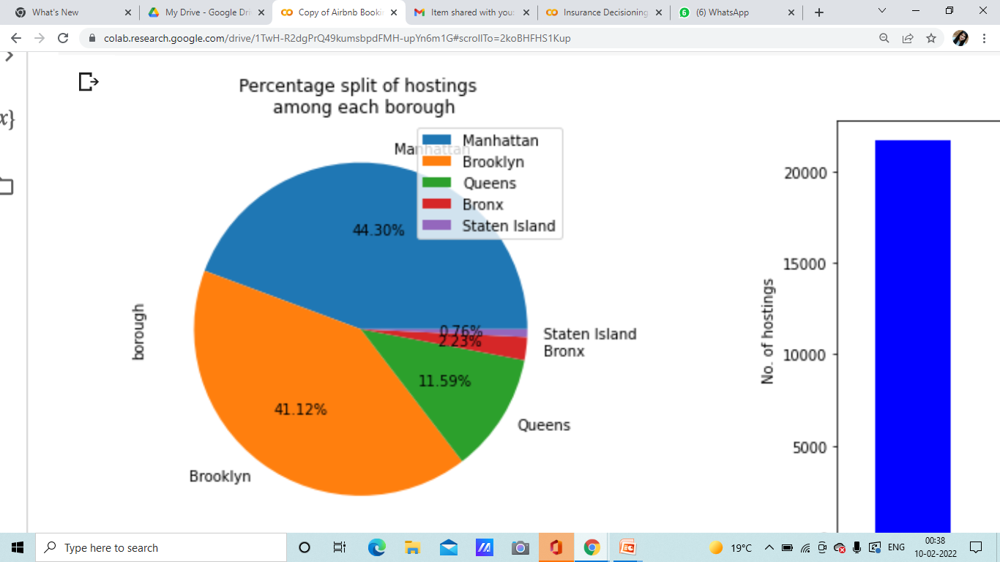 What's New
My Drive - Google Dri
Copy of Airbnb Booki
Item shared with you:
Insurance Decisioning
6
(6) WhatsApp
colab.research.google.com/drive/1TwH-R2dgPrQ49kumsbpdFMH-upYn6m1G#scrollTo=2koBHFHS1Kup
x}
Percentage split of hostings
among each borough
Manhattan
Manhattan
Brooklyn
Queens
Bronx
Staten Island
44.30%
41.12%
11.59%
2.23%
0.76%
Staten Island
Bronx
Queens
Brooklyn
borough
No. of hostings
20000
15000
10000
5000
Type here to search
19°C
ENG
00:38
10-02-2022